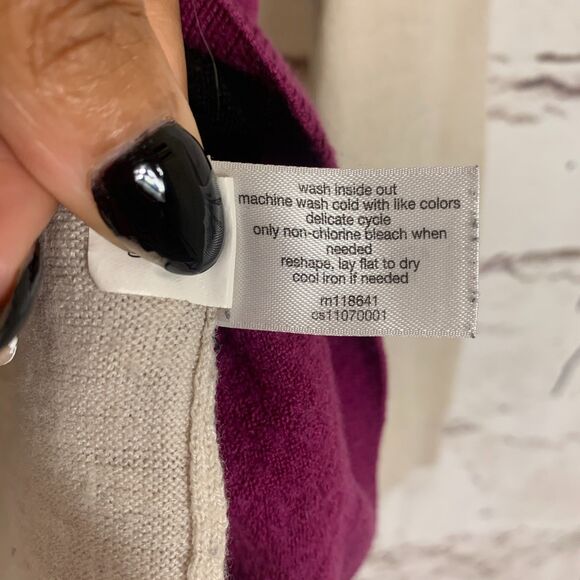 wash inside out
machine wash cold with like colors
delicate cycle
only non-chlorine bleach when
needed
reshape, lay flat to dry
cool iron if needed
rn118641
cs11070001